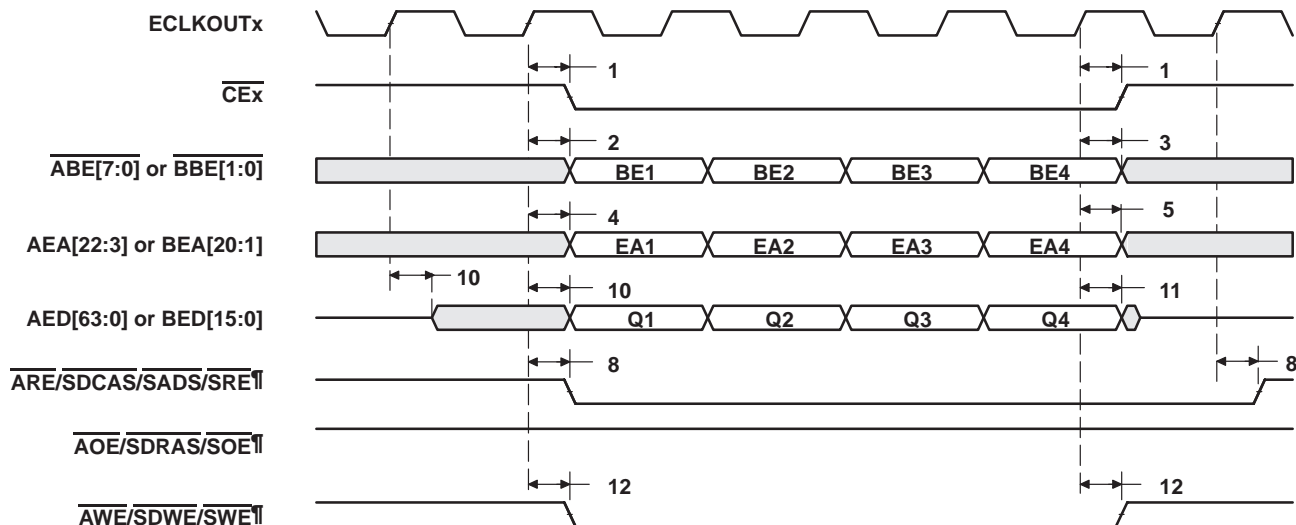 ECLKOUTx
1 1
CEx
2 3
ABE[7:0] or BBE[1:0]
BE1 BE2 BE3 BE4
4 5
AEA[22:3] or BEA[20:1]
EA1 EA2 EA3 EA4
10 10 11
AED[63:0] or BED[15:0]
Q1 Q2 Q3 Q4
8 8
ARE/SDCAS/SADS/SRE¶
AOE/SDRAS/SOE¶
12 12
AWE/SDWE/SWE¶